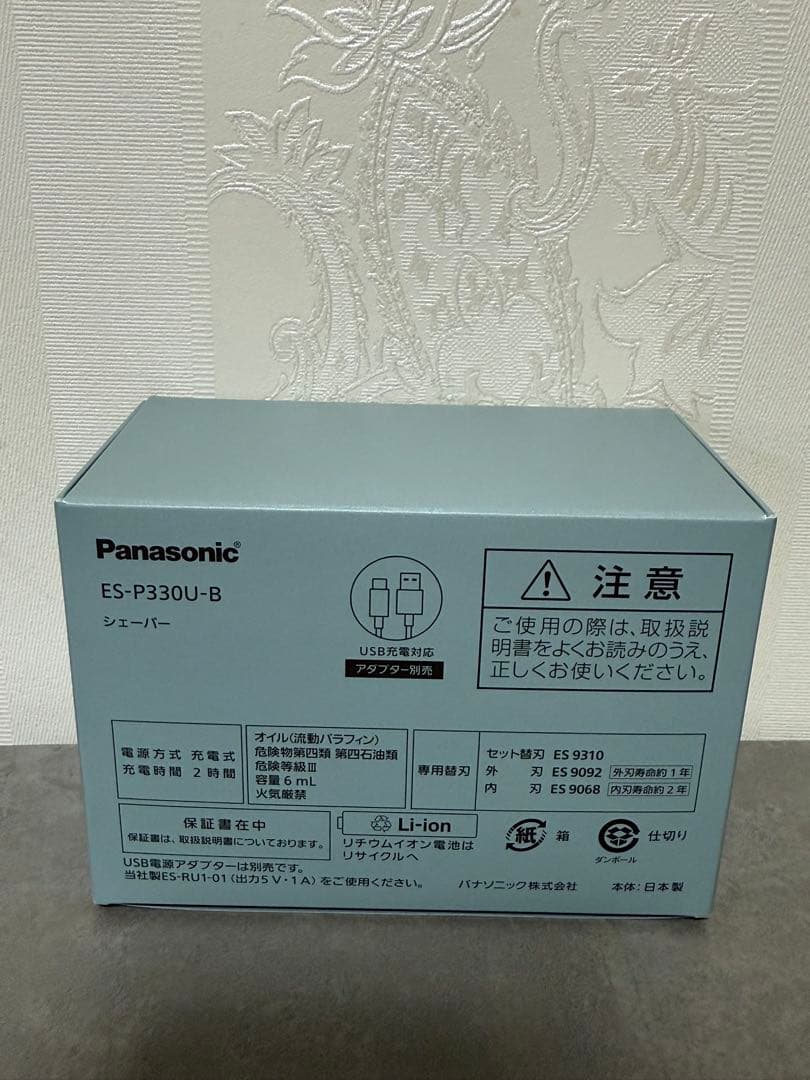 Panasonic®
ES-P330U-B
シェーバー
USB充電対応
アダプター別売
注意
ご使用の際は、取扱説
明書をよくお読みのうえ、
正しくお使いください。
電源方式 充電式
充電時間 2時間
オイル(流動パラフィン)
危険物第四類 第四石油類
危険等級Ⅲ
容量6mL
火気厳禁
専用替刃
セット替刃 ES9310
外刃 ES9092 外刃寿命約1年
内刃 ES9068 内刃寿命約2年
保証書在中
保証書は、取扱説明書についております。
Li-ion
リチウムイオン電池は
リサイクルへ
紙 箱
ダンボール 仕切り
USB電源アダプターは別売です。
当社製ES-RU1-01(出力5V・1A)をご使用ください。
パナソニック株式会社
本体:日本製